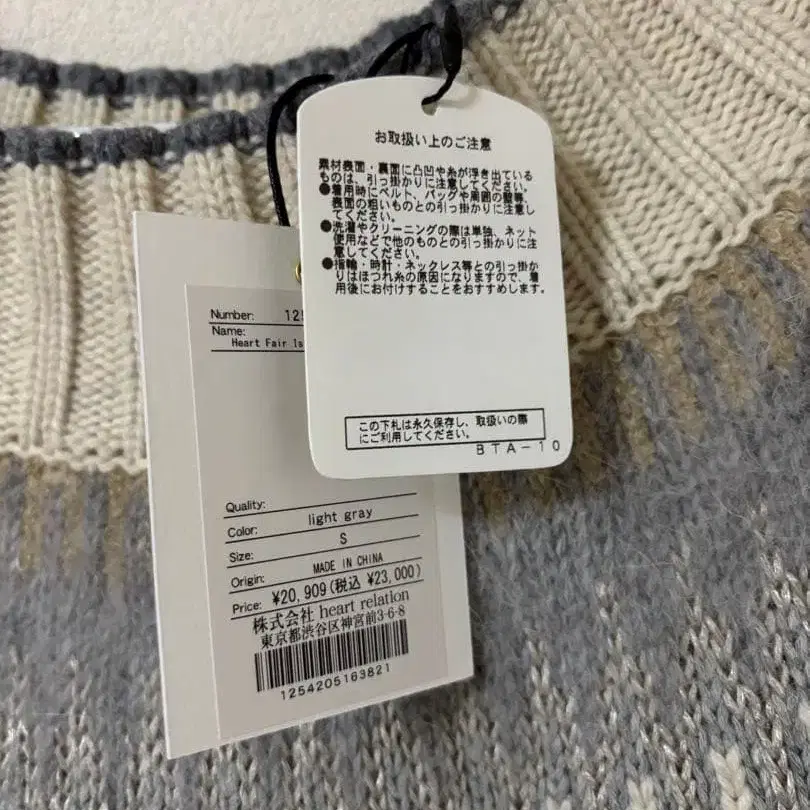 お取扱い上のご注意
素材表面・裏面に凸凹や糸が浮き出ている
ものは、引っ掛かりに注意してください。
●着用時にベルト、バッグや周囲の壁等、
表面の粗いものとの引っ掛かりに注意し
てください。
●洗濯やクリーニングの際は単独、ネット
使用などで他のものとの引っ掛かりに注
意してください。
●指輪・時計・ネックレス等との引っ掛か
りはほつれ糸の原因になりますので、着
用後にお付けすることをおすすめします。
この下札は永久保存し、取扱いの際
にご利用してください。
BTA-10
Number: 125
Name:
Heart Fair Is
Quality:
Color: light gray
Size: S
Origin: MADE IN CHINA
Price: ¥20,909(税込 ¥23,000)
株式会社 heart relation
東京都渋谷区神宮前3-6-8
1254205163821